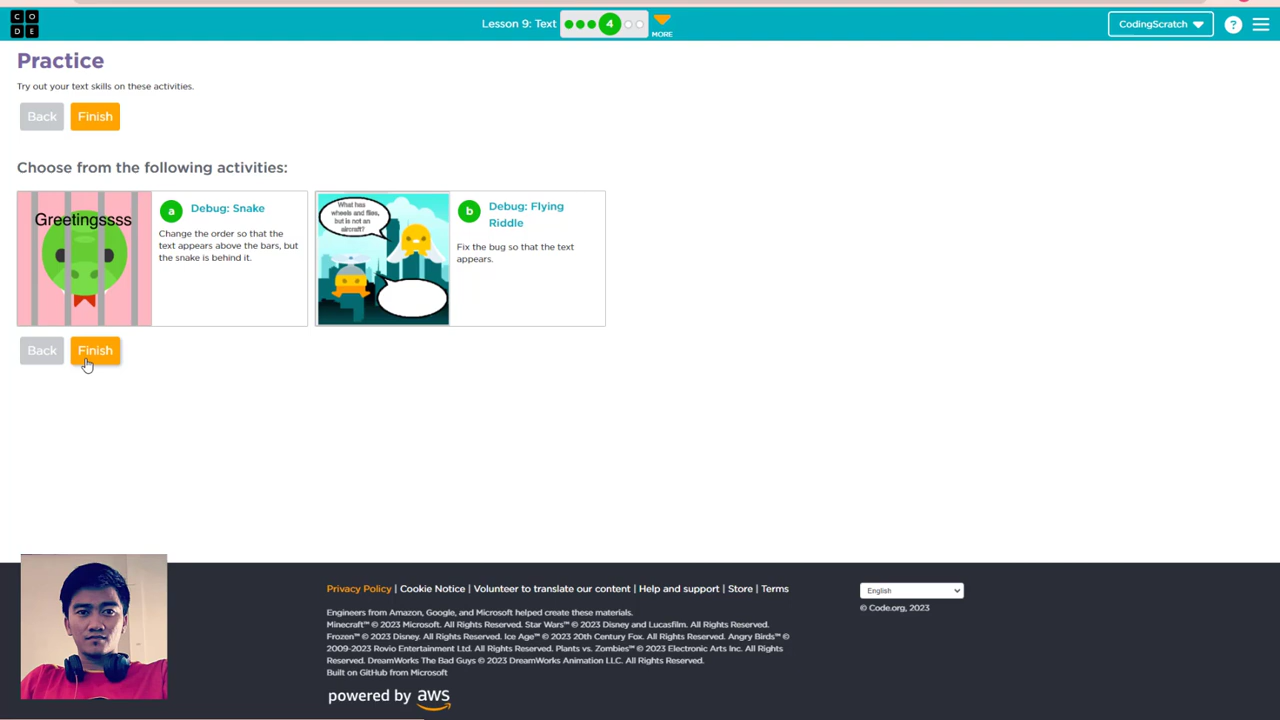 CODE
Lesson 9: Text
4
MORE
CodingScratch
?
Practice
Try out your text skills on these activities.
Back
Finish
Choose from the following activities:
Greetingssss
a
Debug: Snake
Change the order so that the
text appears above the bars, but
the snake is behind it.
What has
wheels and flies,
but is not an
aircraft?
b
Debug: Flying
Riddle
Fix the bug so that the text
appears.
Back
Finish
Privacy Policy | Cookie Notice | Volunteer to translate our content | Help and support | Store | Terms
English
© Code.org, 2023
Engineers from Amazon, Google, and Microsoft helped create these materials.
Minecraft™ © 2023 Microsoft. All Rights Reserved. Star Wars™ © 2023 Disney and Lucasfilm. All Rights Reserved.
Frozen™ © 2023 Disney. All Rights Reserved. Ice Age™ © 2023 20th Century Fox. All Rights Reserved. Angry Birds™ ©
2009-2023 Rovio Entertainment Ltd. All Rights Reserved. Plants vs. Zombies™ © 2023 Electronic Arts Inc. All Rights
Reserved. DreamWorks The Bad Guys © 2023 DreamWorks Animation LLC. All Rights Reserved.
Built on GitHub from Microsoft
powered by aws